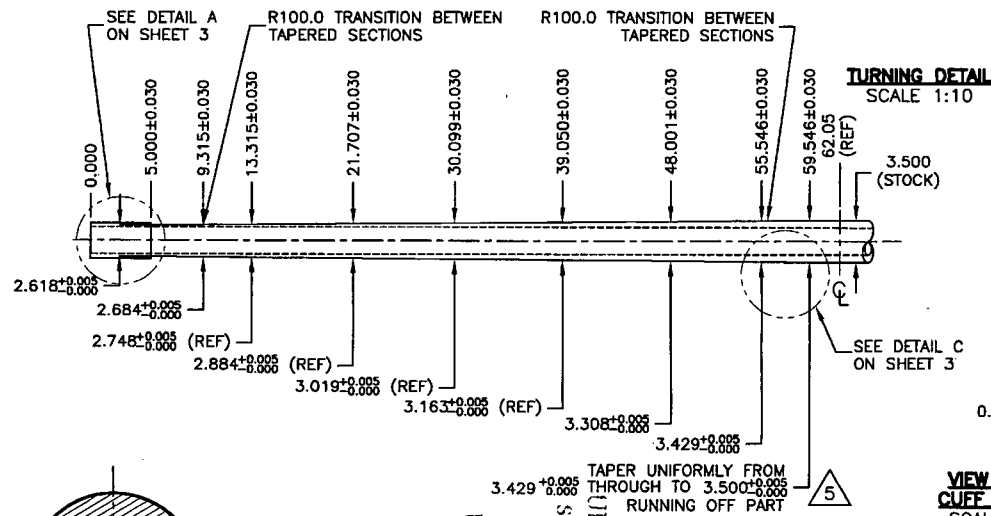 SEE DETAIL A
ON SHEET 3
R100.0 TRANSITION BETWEEN
TAPERED SECTIONS
R100.0 TRANSITION BETWEEN
TAPERED SECTIONS
TURNING DETAIL
SCALE 1:10
0.000
5.000±0.030
9.315±0.030
13.315±0.030
21.707±0.030
30.099±0.030
39.050±0.030
48.001±0.030
55.546±0.030
59.546±0.030
62.05
(REF)
3.500
(STOCK)
2.618 +0.005 -0.000
2.684 +0.005 -0.000
2.748 +0.005 -0.000 (REF)
2.884 +0.005 -0.000 (REF)
3.019 +0.005 -0.000 (REF)
3.163 +0.005 -0.000 (REF)
3.308 +0.005 -0.000
3.429 +0.005 -0.000
℄
SEE DETAIL C
ON SHEET 3
0.
TAPER UNIFORMLY FROM
3.429 +0.005 0.000 THROUGH TO 3.500 +0.005 -0.000
RUNNING OFF PART
5
VIEW
CUFF